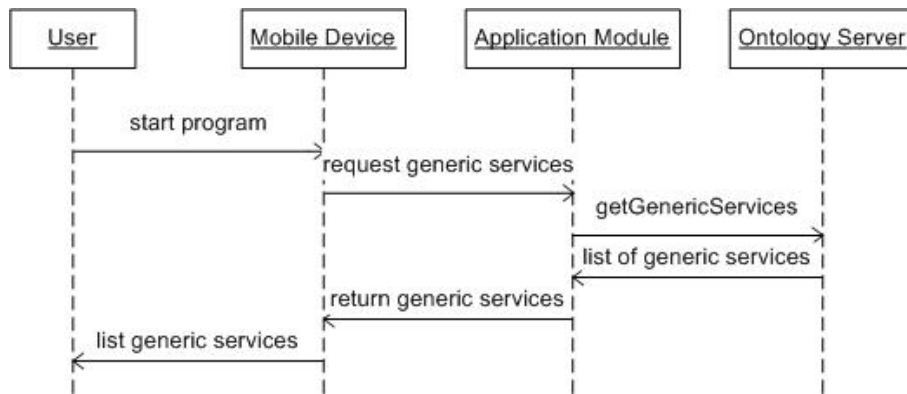 User
Mobile Device
Application Module
Ontology Server
start program
request generic services
getGenericServices
list of generic services
return generic services
list generic services